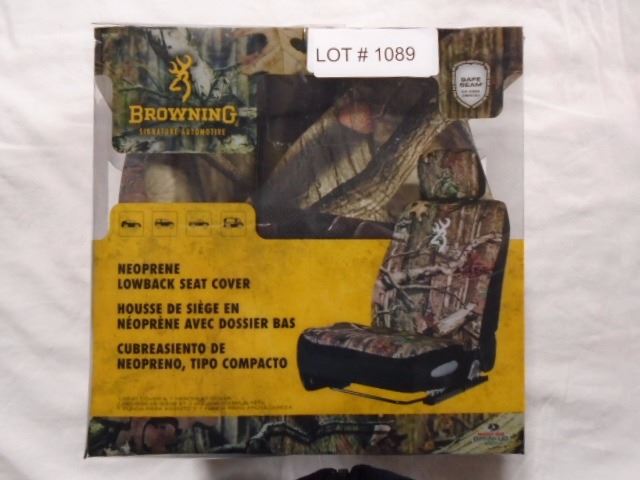 LOT # 1089
BROWNING
SIGNATURE AUTOMOTIVE
SAFE
SEAM
NEOPRENE
LOWBACK SEAT COVER
HOUSSE DE SIÈGE EN
NÉOPRÈNE AVEC DOSSIER BAS
CUBREASIENTO DE
NEOPRENO, TIPO COMPACTO